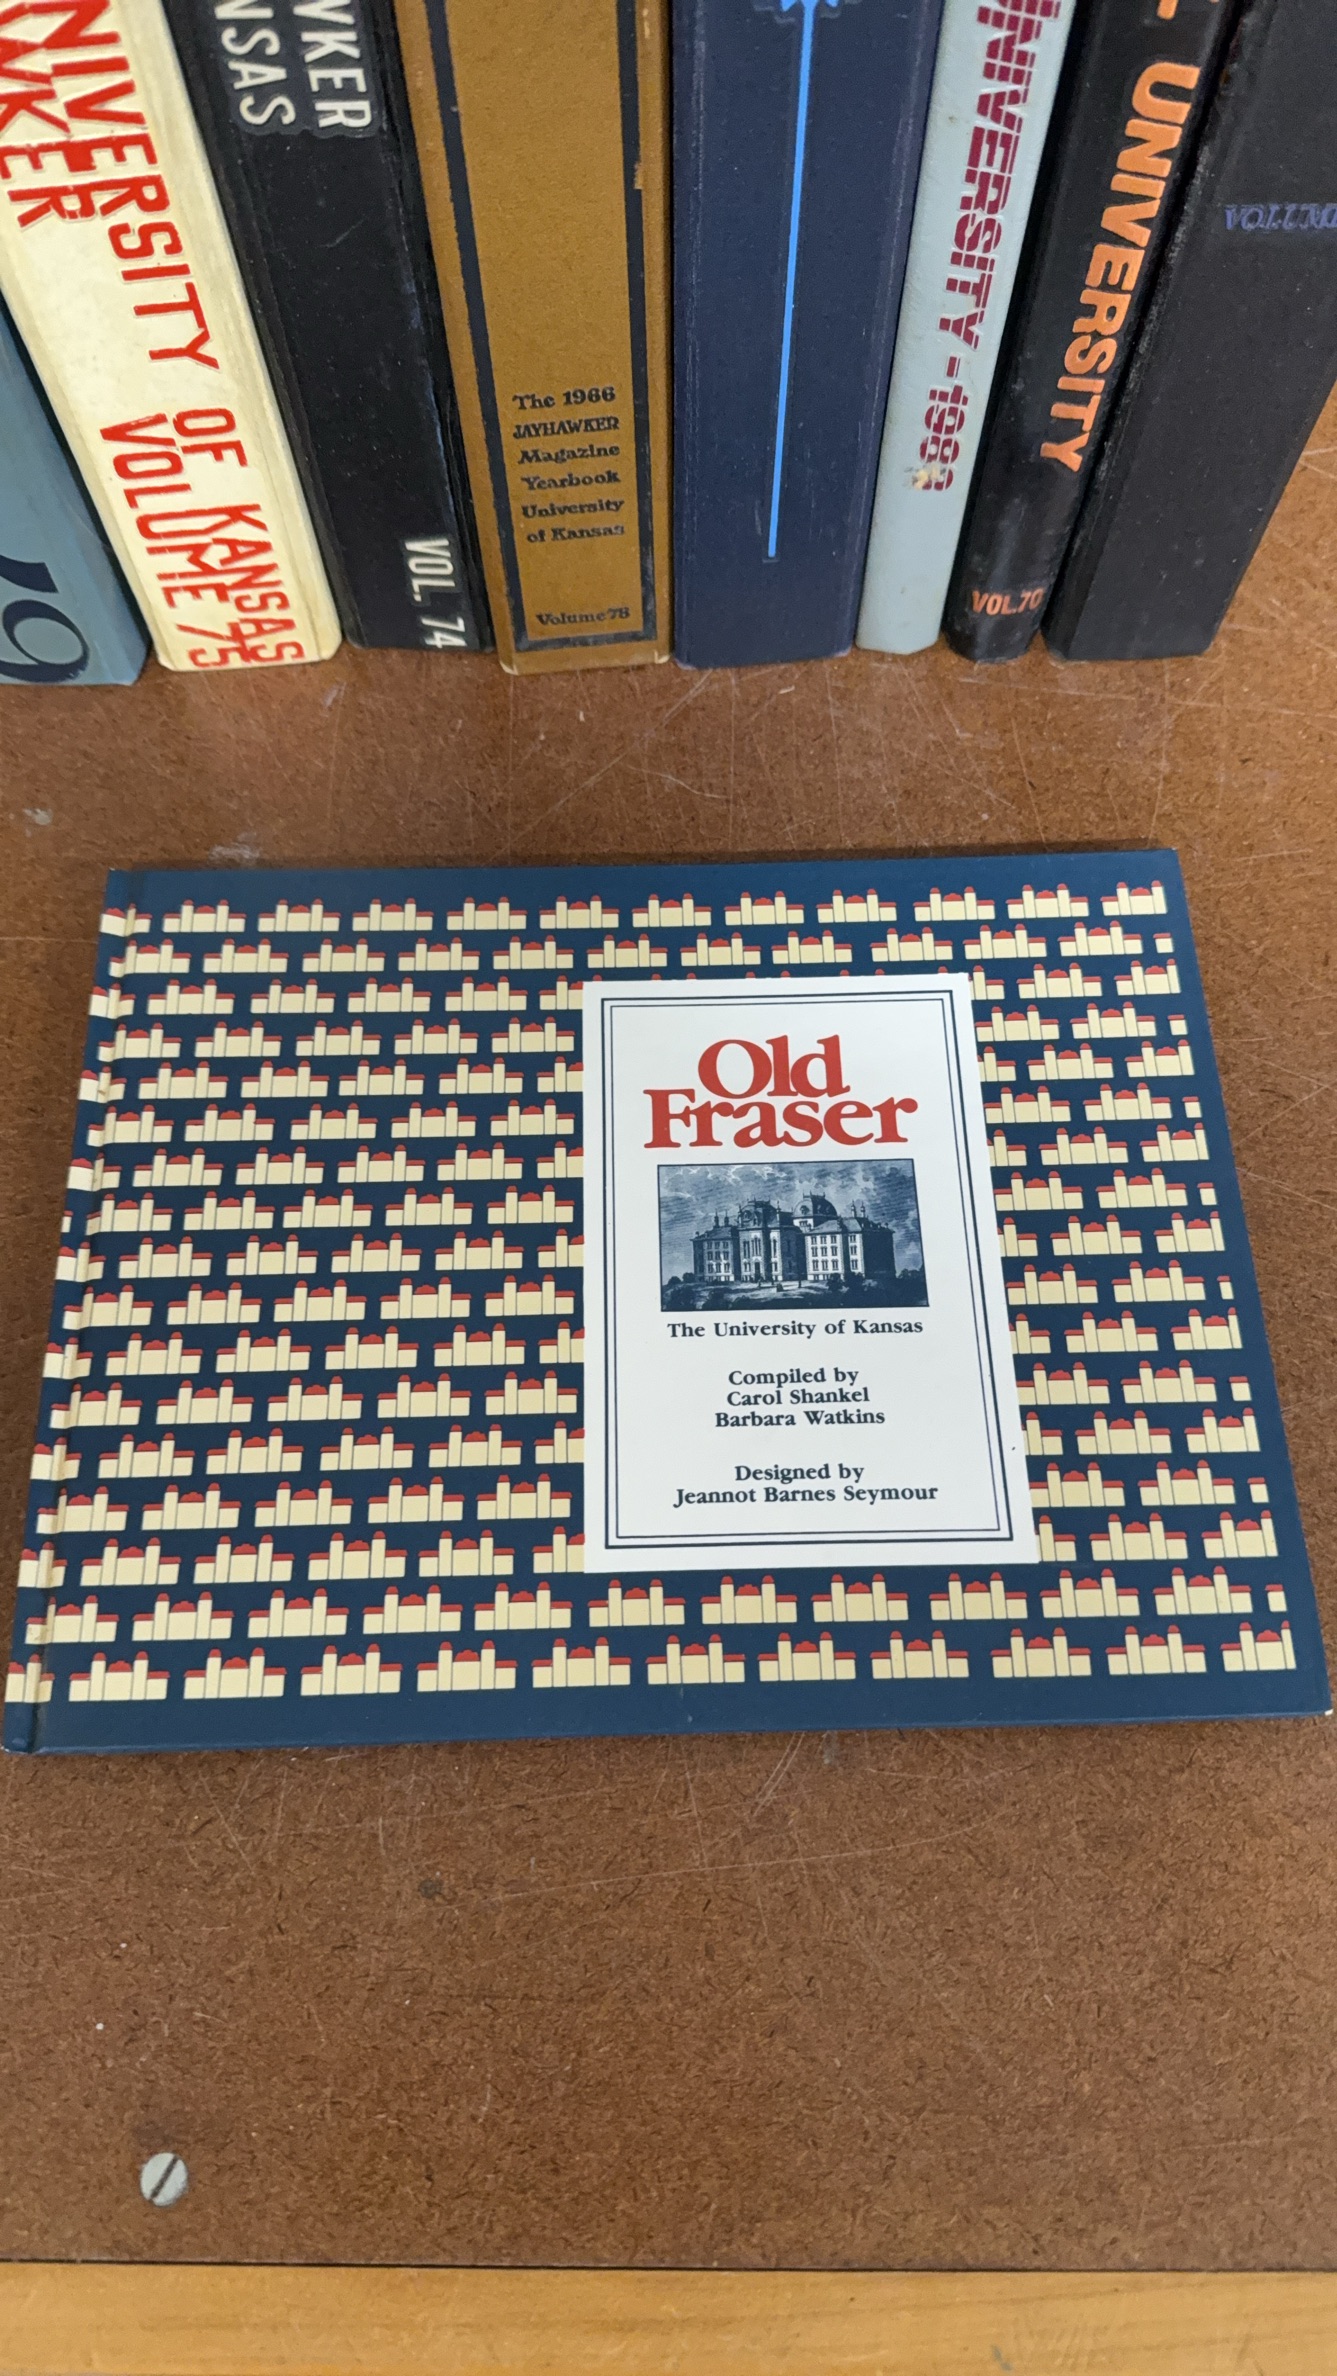 UNIVERSITY OF KANSAS
VOLUME 75
VOL. 74
The 1966
JAYHAWKER
Magazine
Yearbook
University
of Kansas
Volume 78
UNIVERSITY - 1982
UNIVERSITY
VOL.70
Old
Fraser
The University of Kansas
Compiled by
Carol Shankel
Barbara Watkins
Designed by
Jeannot Barnes Seymour